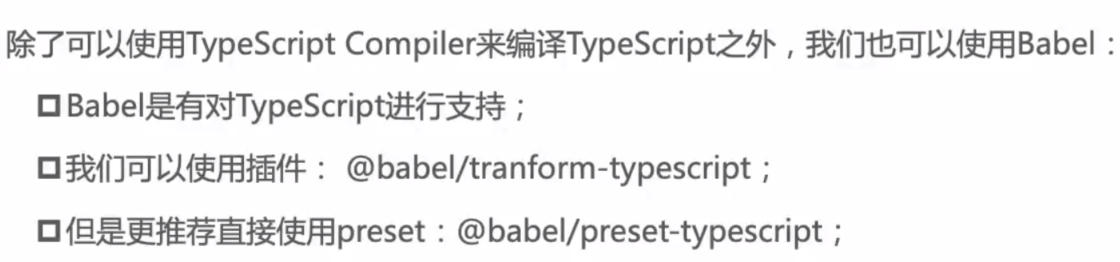 除了可以使用TypeScript Compiler来编译TypeScript之外，我们也可以使用Babel：
Babel是有对TypeScript进行支持；
我们可以使用插件： @babel/tranform-typescript；
但是更推荐直接使用preset：@babel/preset-typescript；